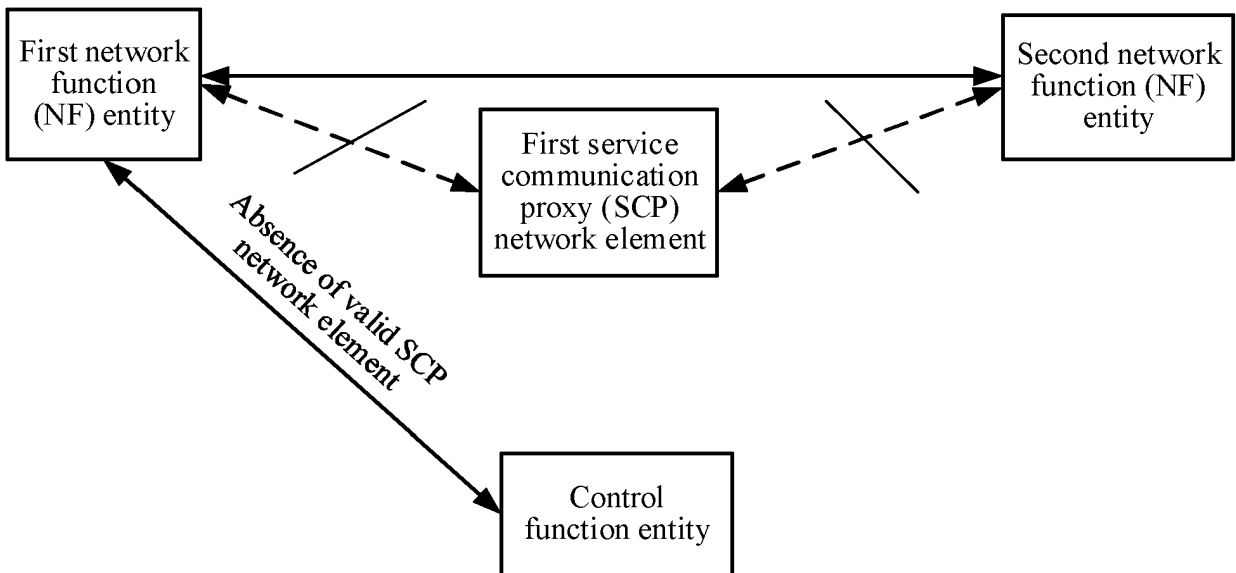 First network
function
(NF) entity
Second network
function (NF)
entity
First service
communication
proxy (SCP)
network element
Absence of valid SCP
network element
Control
function entity